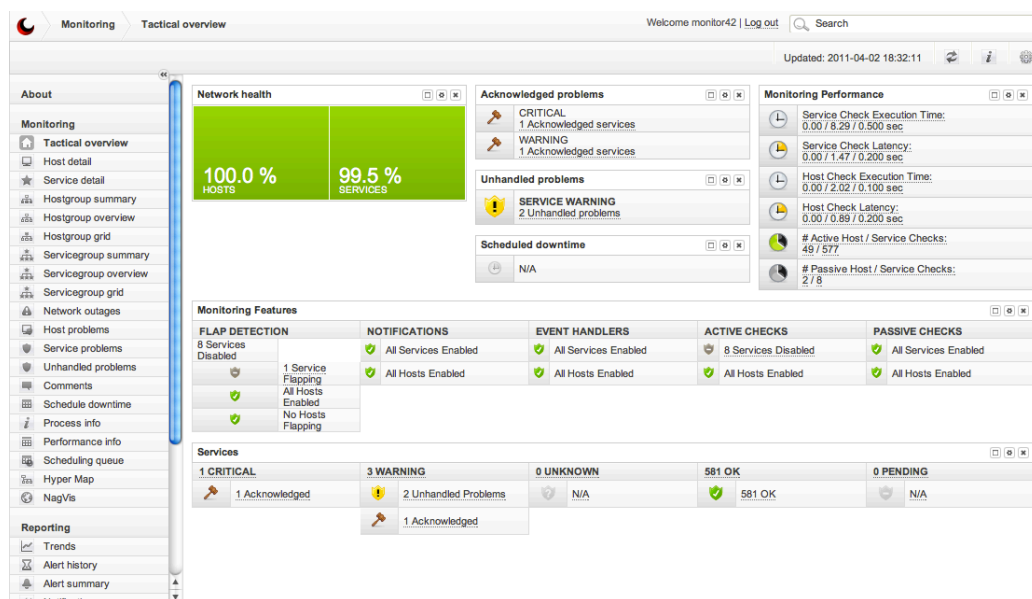 Monitoring
Tactical overview
Welcome monitor42 | Log out
Search
Updated: 2011-04-02 18:32:11
About
Monitoring
Tactical overview
Host detail
Service detail
Hostgroup summary
Hostgroup overview
Hostgroup grid
Servicegroup summary
Servicegroup overview
Servicegroup grid
Network outages
Host problems
Service problems
Unhandled problems
Comments
Schedule downtime
Process info
Performance info
Scheduling queue
Hyper Map
NagVis
Reporting
Trends
Alert history
Alert summary
Network health
100.0 %
HOSTS
99.5 %
SERVICES
Acknowledged problems
CRITICAL
1 Acknowledged services
WARNING
1 Acknowledged services
Unhandled problems
SERVICE WARNING
2 Unhandled problems
Scheduled downtime
N/A
Monitoring Performance
Service Check Execution Time:
0.00 / 8.29 / 0.500 sec
Service Check Latency:
0.00 / 1.47 / 0.200 sec
Host Check Execution Time:
0.00 / 2.02 / 0.100 sec
Host Check Latency:
0.00 / 0.89 / 0.200 sec
# Active Host / Service Checks:
49 / 577
# Passive Host / Service Checks:
2 / 8
Monitoring Features
FLAP DETECTION
8 Services
Disabled
1 Service
Flapping
All Hosts
Enabled
No Hosts
Flapping
NOTIFICATIONS
All Services Enabled
All Hosts Enabled
EVENT HANDLERS
All Services Enabled
All Hosts Enabled
ACTIVE CHECKS
8 Services Disabled
All Hosts Enabled
PASSIVE CHECKS
All Services Enabled
All Hosts Enabled
Services
1 CRITICAL
1 Acknowledged
3 WARNING
2 Unhandled Problems
1 Acknowledged
0 UNKNOWN
N/A
581 OK
581 OK
0 PENDING
N/A